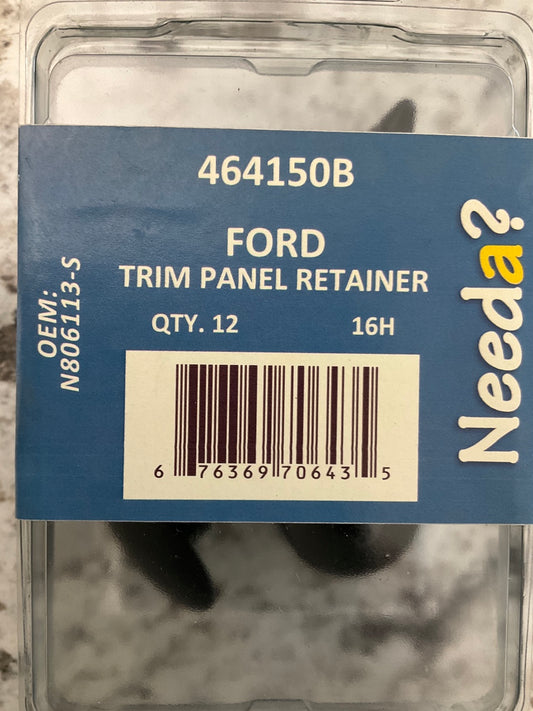 464150B
FORD
TRIM PANEL RETAINER
QTY. 12 16H
OEM:
N806113-S
6 76369 70643 5
Needa?